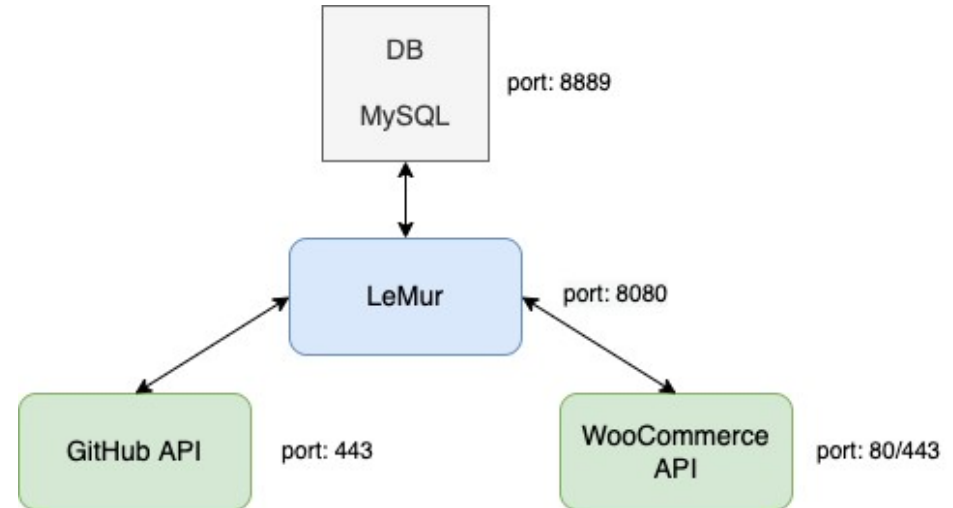 DB
MySQL
port: 8889
LeMur
port: 8080
GitHub API
port: 443
WooCommerce
API
port: 80/443